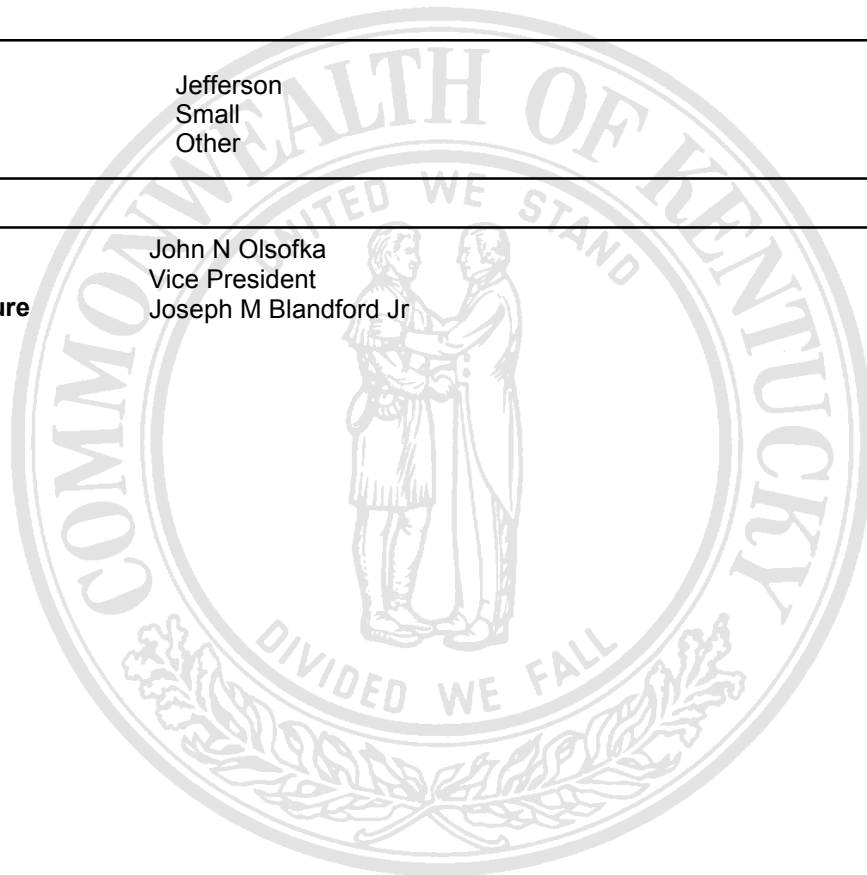 Jefferson
Small
Other
John N Olsofka
Vice President
ure Joseph M Blandford Jr
COMMONWEALTH OF KENTUCKY
UNITED WE STAND
DIVIDED WE FALL